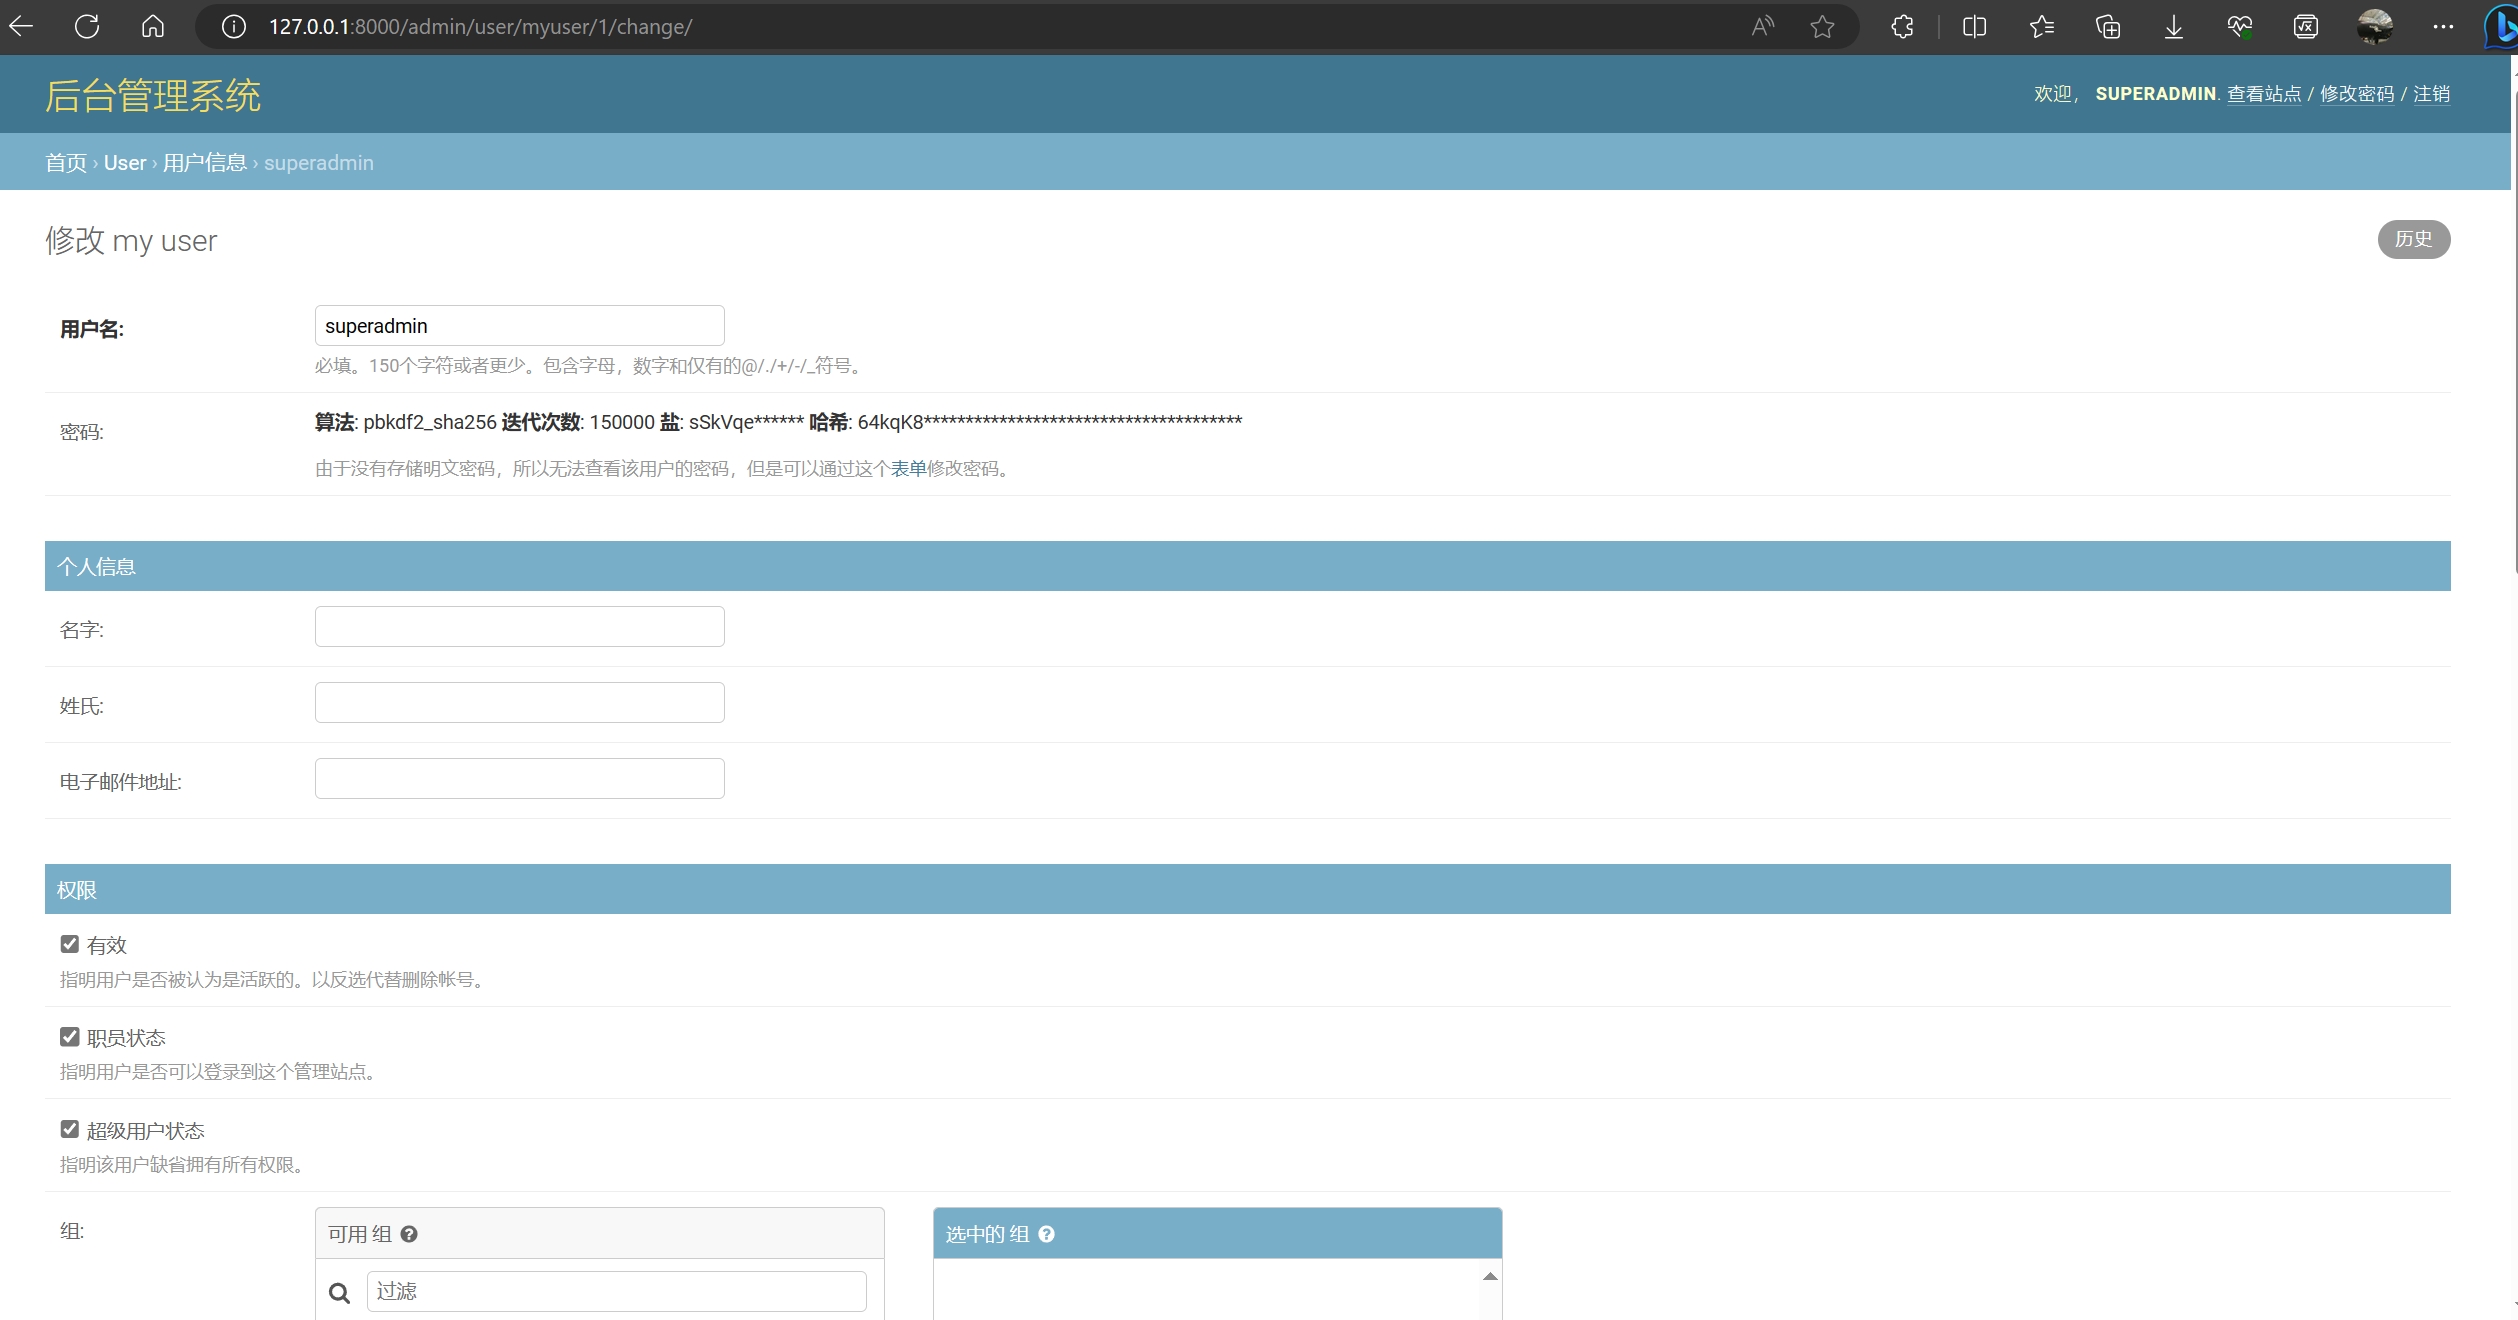 127.0.0.1:8000/admin/user/myuser/1/change/
后台管理系统
欢迎， SUPERADMIN. 查看站点 / 修改密码 / 注销
首页 › User › 用户信息 › superadmin
修改 my user
历史
用户名:
superadmin
必填。150个字符或者更少。包含字母，数字和仅有的@/./+/-/_符号。
密码:
算法: pbkdf2_sha256 迭代次数: 150000 盐: sSkVqe****** 哈希: 64kqK8**************************************
由于没有存储明文密码，所以无法查看该用户的密码，但是可以通过这个表单修改密码。
个人信息
名字:
姓氏:
电子邮件地址:
权限
有效
指明用户是否被认为是活跃的。以反选代替删除帐号。
职员状态
指明用户是否可以登录到这个管理站点。
超级用户状态
指明该用户缺省拥有所有权限。
组:
可用 组
选中的 组
过滤